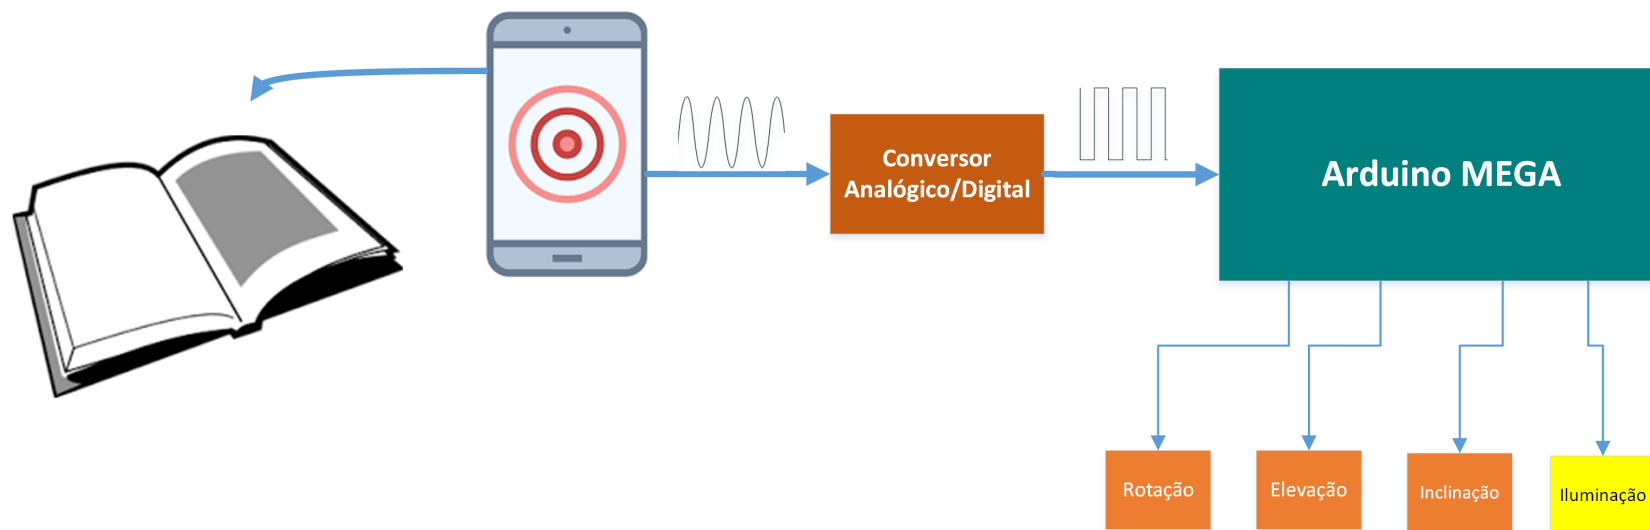 Conversor
Analógico/Digital
Arduino MEGA
Rotação
Elevação
Inclinação
Iluminação